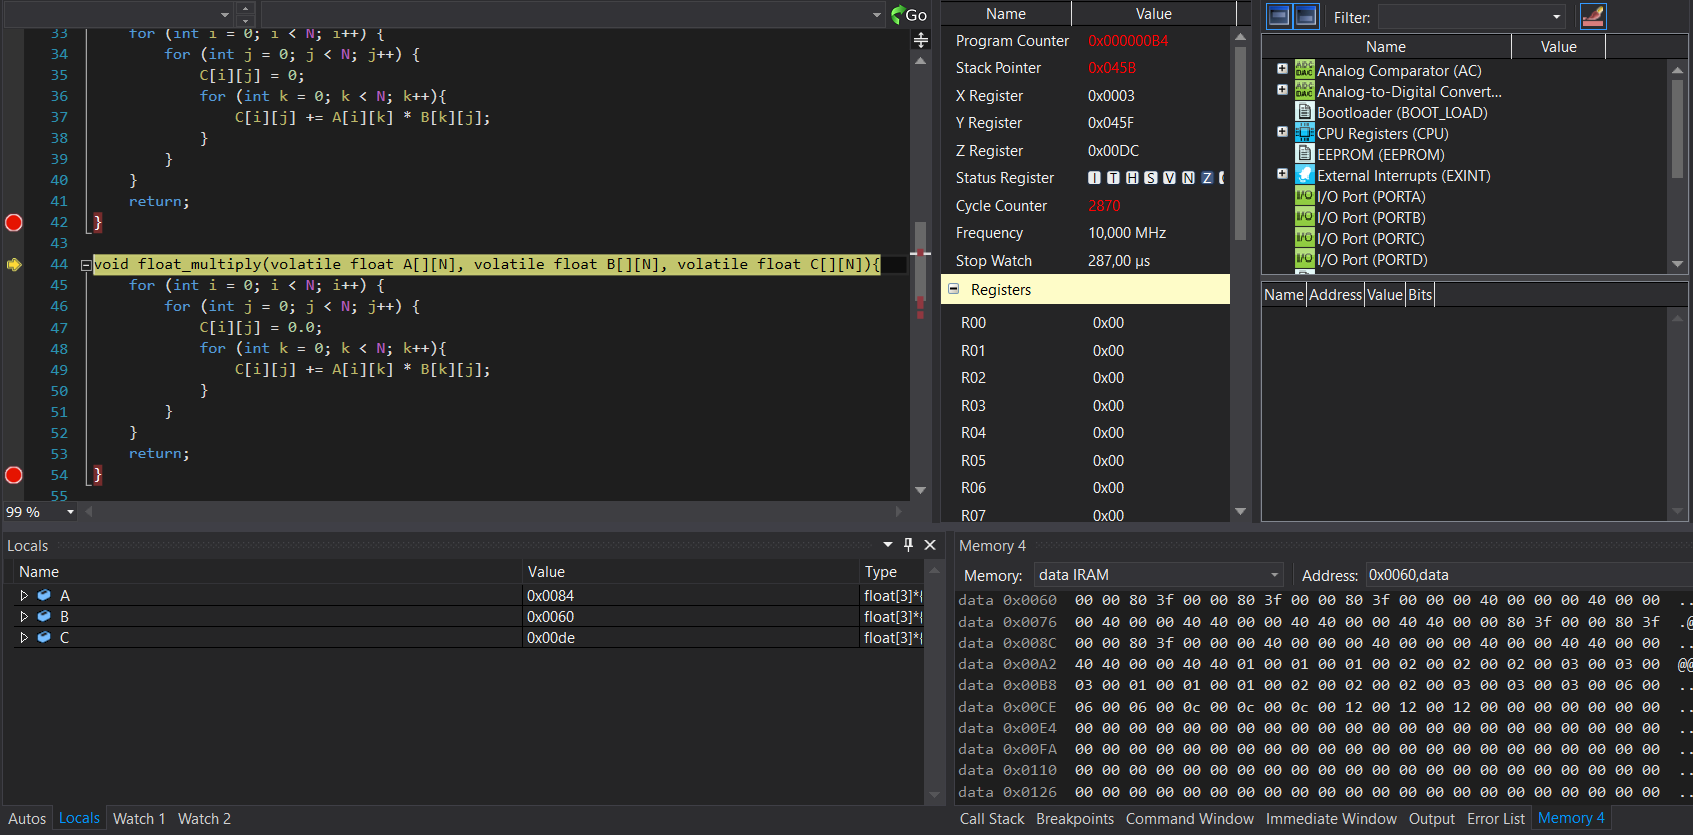 Go
33 for (int i = 0; i < N; i++) {
34 for (int j = 0; j < N; j++) {
35 C[i][j] = 0;
36 for (int k = 0; k < N; k++){
37 C[i][j] += A[i][k] * B[k][j];
38 }
39 }
40 }
41 return;
42 }
43
44 void float_multiply(volatile float A[][N], volatile float B[][N], volatile float C[][N]){
45 for (int i = 0; i < N; i++) {
46 for (int j = 0; j < N; j++) {
47 C[i][j] = 0.0;
48 for (int k = 0; k < N; k++){
49 C[i][j] += A[i][k] * B[k][j];
50 }
51 }
52 }
53 return;
54 }
55
99 %
Name Value
Program Counter 0x000000B4
Stack Pointer 0x045B
X Register 0x0003
Y Register 0x045F
Z Register 0x00DC
Status Register I T H S V N Z
Cycle Counter 2870
Frequency 10,000 MHz
Stop Watch 287,00 µs
Registers
R00 0x00
R01 0x00
R02 0x00
R03 0x00
R04 0x00
R05 0x00
R06 0x00
R07 0x00
Filter:
Name Value
Analog Comparator (AC)
Analog-to-Digital Convert...
Bootloader (BOOT_LOAD)
CPU Registers (CPU)
EEPROM (EEPROM)
External Interrupts (EXINT)
I/O Port (PORTA)
I/O Port (PORTB)
I/O Port (PORTC)
I/O Port (PORTD)
Name Address Value Bits
Locals
Name Value Type
A 0x0084 float[3]*{
B 0x0060 float[3]*{
C 0x00de float[3]*{
Autos Locals Watch 1 Watch 2
Memory 4
Memory: data IRAM Address: 0x0060,data
data 0x0060 00 00 80 3f 00 00 80 3f 00 00 80 3f 00 00 00 40 00 00 00 40 00 00 ..
data 0x0076 00 40 00 00 40 40 00 00 40 40 00 00 40 40 00 00 80 3f 00 00 80 3f .@
data 0x008C 00 00 80 3f 00 00 00 40 00 00 00 40 00 00 00 40 00 00 40 40 00 00 ..
data 0x00A2 40 40 00 00 40 40 01 00 01 00 01 00 02 00 02 00 02 00 03 00 03 00 @@
data 0x00B8 03 00 01 00 01 00 01 00 02 00 02 00 02 00 03 00 03 00 03 00 06 00 ..
data 0x00CE 06 00 06 00 0c 00 0c 00 0c 00 12 00 12 00 12 00 00 00 00 00 00 00 ..
data 0x00E4 00 00 00 00 00 00 00 00 00 00 00 00 00 00 00 00 00 00 00 00 00 00 ..
data 0x00FA 00 00 00 00 00 00 00 00 00 00 00 00 00 00 00 00 00 00 00 00 00 00 ..
data 0x0110 00 00 00 00 00 00 00 00 00 00 00 00 00 00 00 00 00 00 00 00 00 00 ..
data 0x0126 00 00 00 00 00 00 00 00 00 00 00 00 00 00 00 00 00 00 00 00 00 00 ..
Call Stack Breakpoints Command Window Immediate Window Output Error List Memory 4